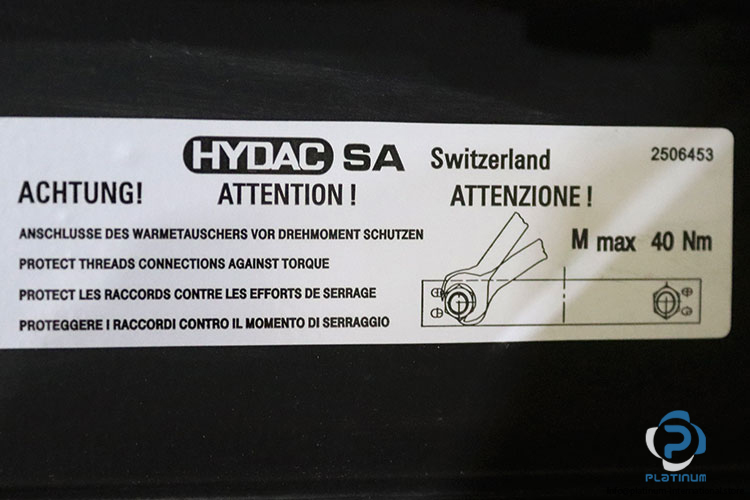 HYDAC SA Switzerland 2506453
ACHTUNG! ATTENTION ! ATTENZIONE !
ANSCHLUSSE DES WARMETAUSCHERS VOR DREHMOMENT SCHUTZEN
PROTECT THREADS CONNECTIONS AGAINST TORQUE
PROTECT LES RACCORDS CONTRE LES EFFORTS DE SERRAGE
PROTEGGERE I RACCORDI CONTRO IL MOMENTO DI SERRAGGIO
M max 40 Nm
P
PLATINUM